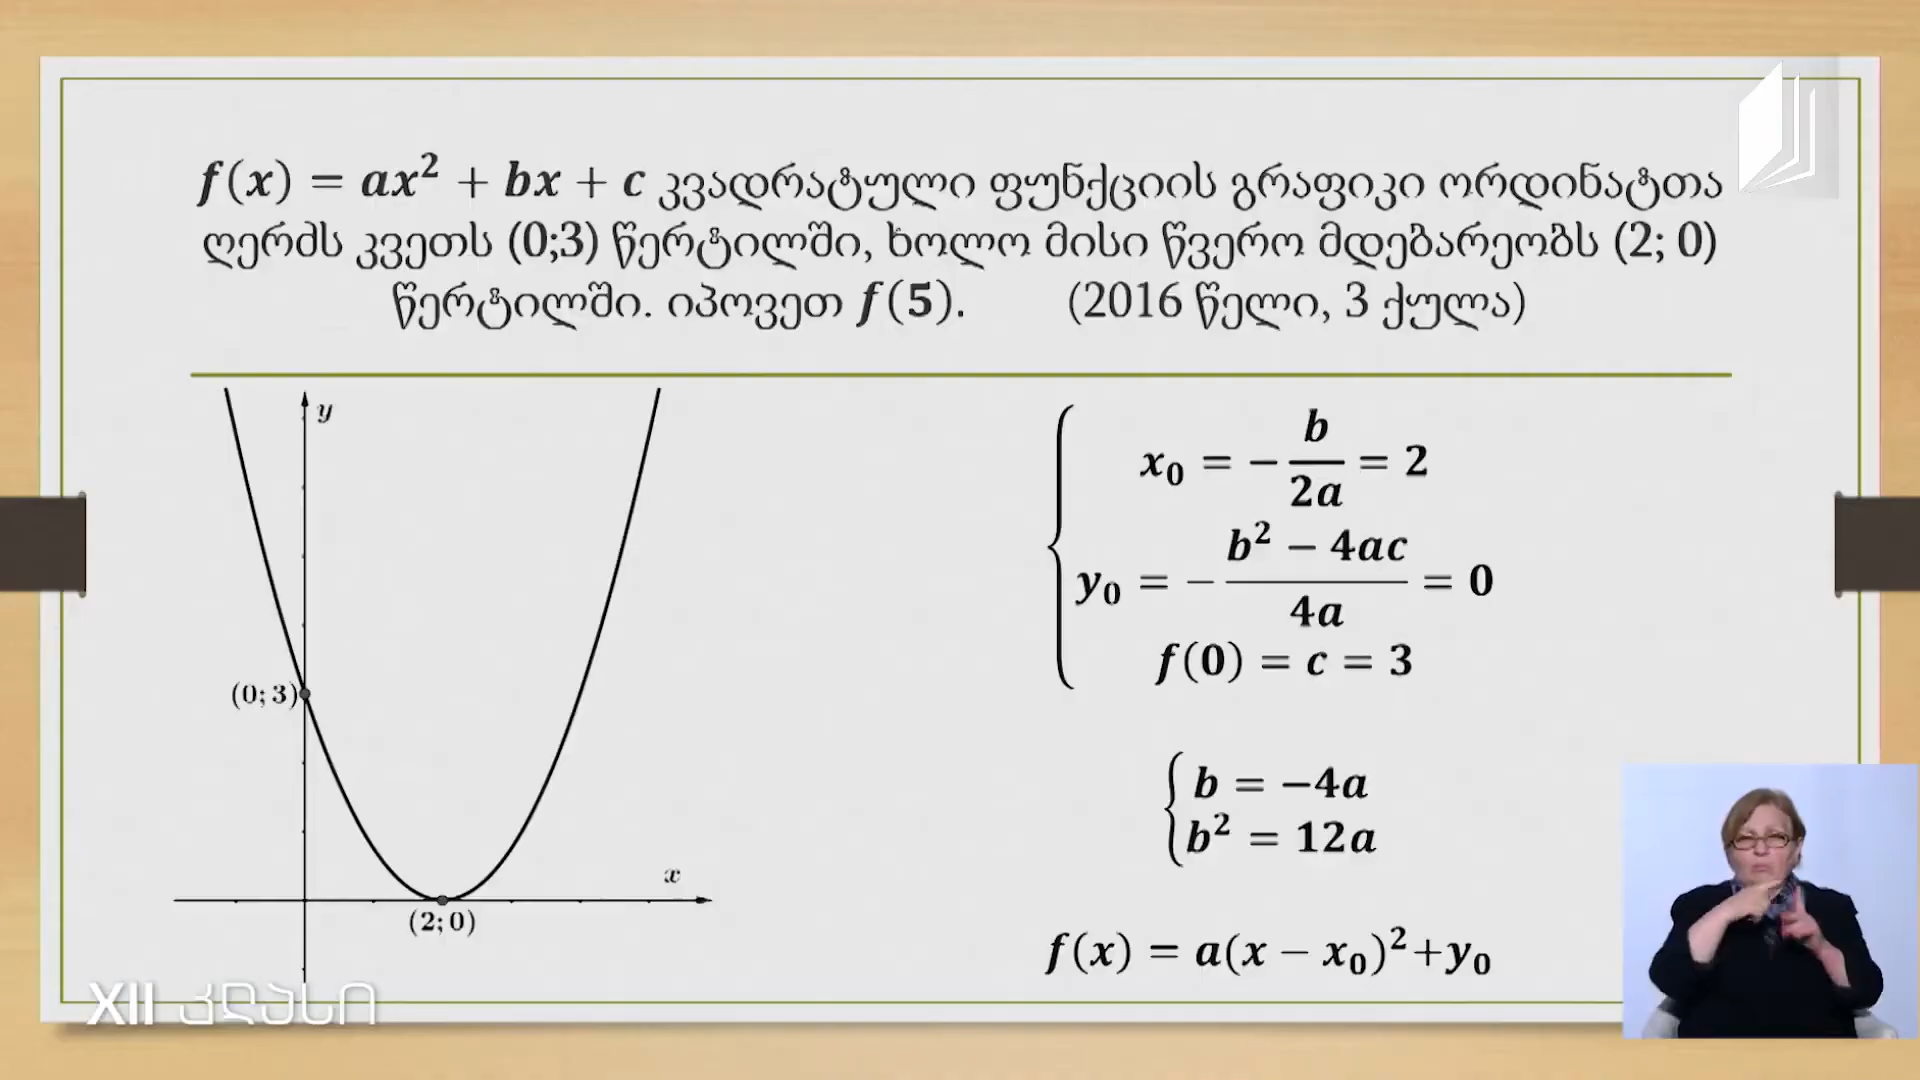 f(x) = ax² + bx + c კვადრატული ფუნქციის გრაფიკი ორდინატთა
ღერძს კვეთს (0;3) წერტილში, ხოლო მისი წვერო მდებარეობს (2; 0)
წერტილში. იპოვეთ f(5). (2016 წელი, 3 ქულა)
y
(0; 3)
x
(2; 0)
x₀ = −b/2a = 2
y₀ = −(b² − 4ac)/4a = 0
f(0) = c = 3
b = −4a
b² = 12a
f(x) = a(x − x₀)²+y₀
XII კლასი